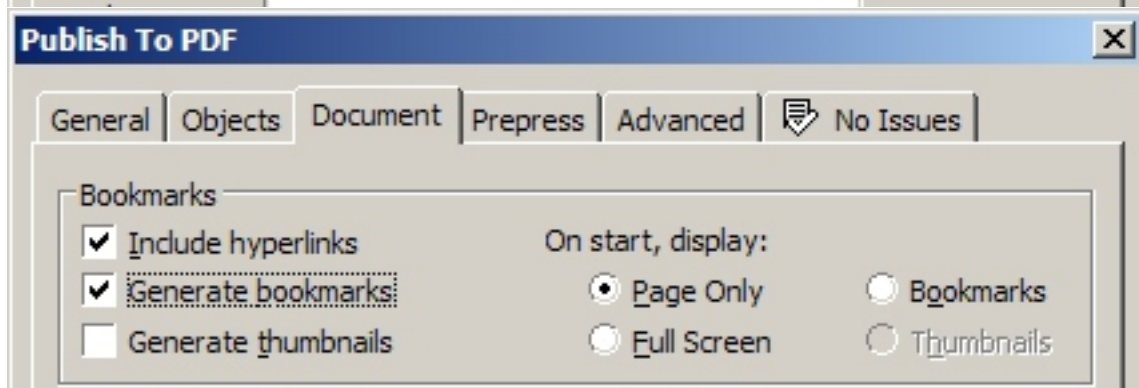 Publish To PDF
General Objects Document Prepress Advanced No Issues
Bookmarks
Include hyperlinks On start, display:
Generate bookmarks Page Only Bookmarks
Generate thumbnails Full Screen Thumbnails